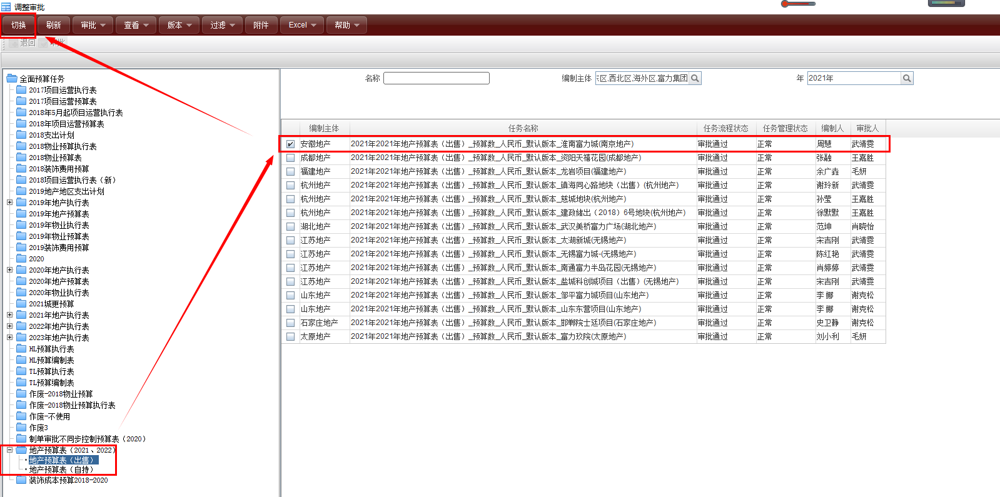 调整审批
切换 刷新 审批 查看 版本 过滤 附件 Excel 帮助
退回 审批
全面预算任务
2017项目运营执行表
2017项目运营预算表
2018年5月起项目运营执行表
2018年项目运营预算表
2018支出计划
2018物业预算执行表
2018物业预算表
2018装饰费用预算
2018项目运营执行表（新）
2019地产地区支出计划
2019年地产执行表
2019年地产预算表
2019年物业执行表
2019年物业预算表
2019装饰费用预算
2020
2020年地产执行表
2020年地产预算表
2020年物业执行表
2021城更预算
2021年地产执行表
2022年地产执行表
2023年地产执行表
HL预算执行表
HL预算编制表
TL预算执行表
TL预算编制表
作废-2018物业预算
作废-2018物业预算执行表
作废-不使用
作废3
制单审批不同步控制预算表（2020）
地产预算表（2021、2022）
地产预算表（出售）
地产预算表（自持）
装饰成本预算2018-2020
名称 编制主体 区,西北区,海外区,富力集团 年 2021年
编制主体 任务名称 任务流程状态 任务管理状态 编制人 审批人
安徽地产 2021年2021年地产预算表（出售）_预算数_人民币_默认版本_淮南富力城(南京地产) 审批通过 正常 周慧 武靖雯
成都地产 2021年2021年地产预算表（出售）_预算数_人民币_默认版本_资阳天禧花园(成都地产) 审批通过 正常 张融 王嘉胜
福建地产 2021年2021年地产预算表（出售）_预算数_人民币_默认版本_龙岩项目(福建地产) 审批通过 正常 余广垚 毛妍
杭州地产 2021年2021年地产预算表（出售）_预算数_人民币_默认版本_镇海同心路地块（出售）(杭州地产) 审批通过 正常 谢玲新 武靖雯
杭州地产 2021年2021年地产预算表（出售）_预算数_人民币_默认版本_慈城地块(杭州地产) 审批通过 正常 孙莹 王嘉胜
杭州地产 2021年2021年地产预算表（出售）_预算数_人民币_默认版本_建政储出（2018）6号地块(杭州地产) 审批通过 正常 徐默默 王嘉胜
湖北地产 2021年2021年地产预算表（出售）_预算数_人民币_默认版本_武汉美桥富力广场(湖北地产) 审批通过 正常 范坤 肖晓怡
江苏地产 2021年2021年地产预算表（出售）_预算数_人民币_默认版本_太湖新城(无锡地产) 审批通过 正常 宋吉刚 武靖雯
江苏地产 2021年2021年地产预算表（出售）_预算数_人民币_默认版本_无锡富力城-(无锡地产) 审批通过 正常 陈红艳 武靖雯
江苏地产 2021年2021年地产预算表（出售）_预算数_人民币_默认版本_南通富力半岛花园(无锡地产) 审批通过 正常 肖婷婷 武靖雯
江苏地产 2021年2021年地产预算表（出售）_预算数_人民币_默认版本_盐城科创城项目（出售）(无锡地产) 审批通过 正常 宋吉刚 武靖雯
山东地产 2021年2021年地产预算表（出售）_预算数_人民币_默认版本_邹平富力城项目(山东地产) 审批通过 正常 李 娜 谢克松
山东地产 2021年2021年地产预算表（出售）_预算数_人民币_默认版本_山东东营项目(山东地产) 审批通过 正常 李 娜 谢克松
石家庄地产 2021年2021年地产预算表（出售）_预算数_人民币_默认版本_邯郸院士廷项目(石家庄地产) 审批通过 正常 史卫静 谢克松
太原地产 2021年2021年地产预算表（出售）_预算数_人民币_默认版本_富力玖院(太原地产) 审批通过 正常 刘小利 毛妍